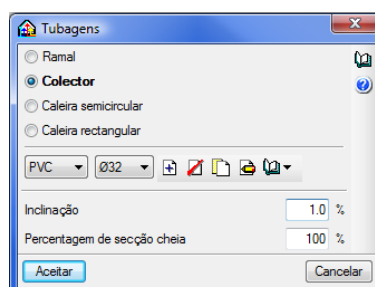 Tubagens
Ramal
Colector
Caleira semicircular
Caleira rectangular
PVC Ø32
Inclinação 1.0 %
Percentagem de secção cheia 100 %
Aceitar Cancelar